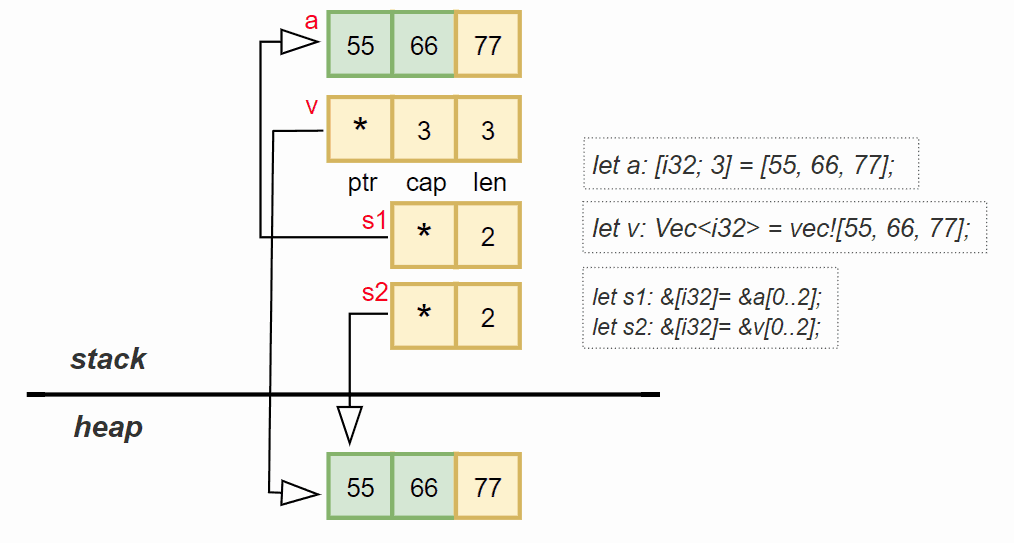 a
55 66 77
v
* 3 3
ptr cap len
s1
* 2
s2
* 2
let a: [i32; 3] = [55, 66, 77];
let v: Vec<i32> = vec![55, 66, 77];
let s1: &[i32]= &a[0..2];
let s2: &[i32]= &v[0..2];
stack
heap
55 66 77